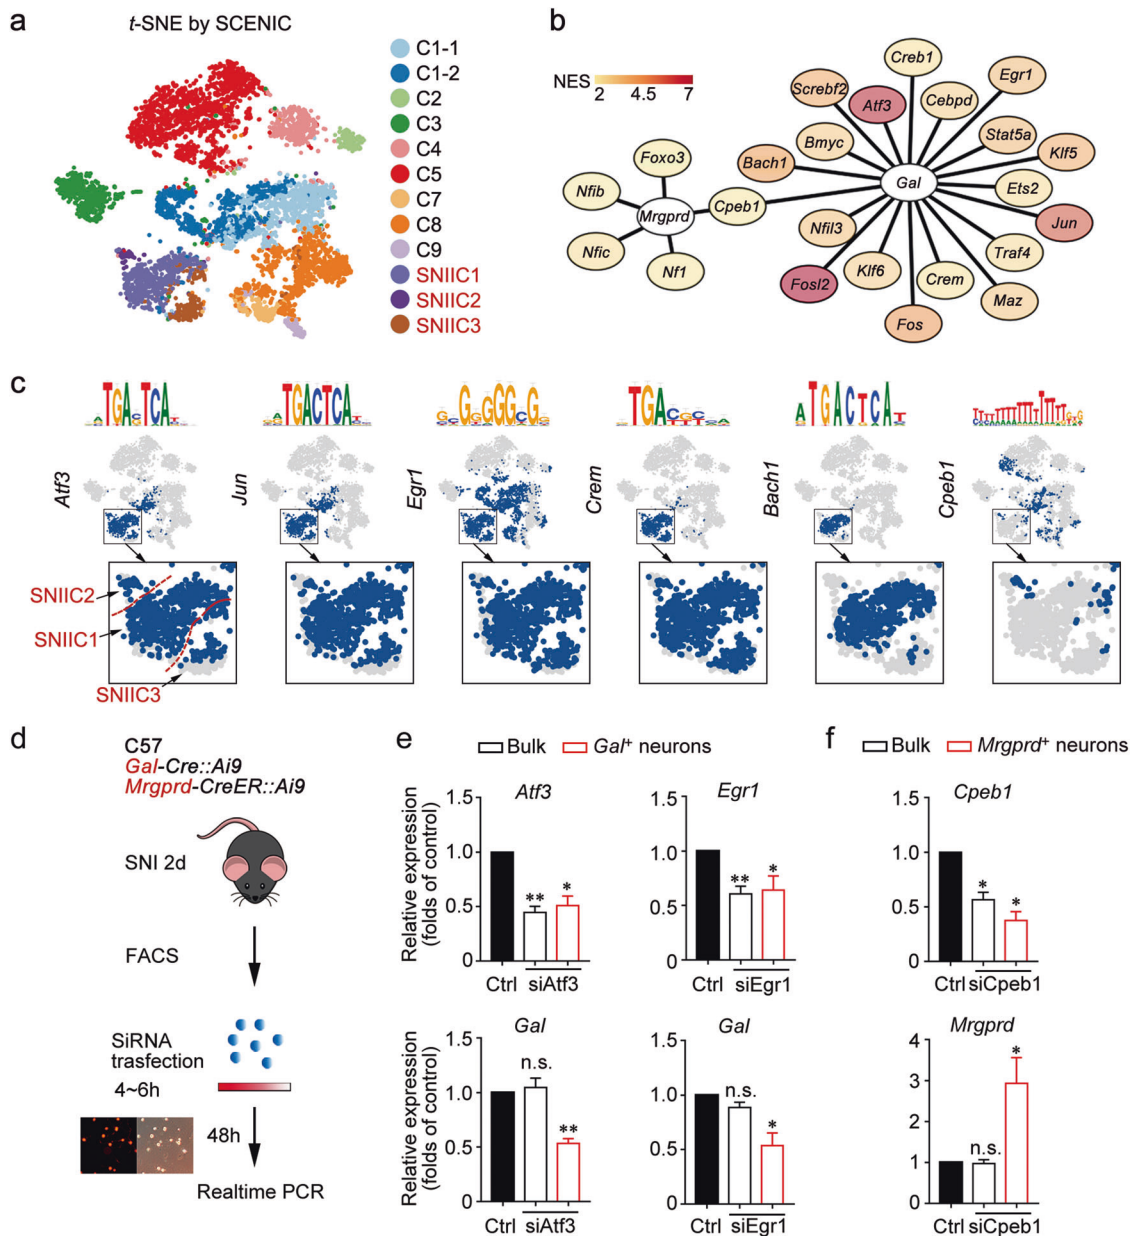 a
t-SNE by SCENIC
C1-1
C1-2
C2
C3
C4
C5
C7
C8
C9
SNIIC1
SNIIC2
SNIIC3
b
NES
2 4.5 7
Creb1
Egr1
Screbf2
Atf3
Cebpd
Bmyc
Stat5a
Klf5
Foxo3
Bach1
Gal
Ets2
Nfib
Cpeb1
Mrgprd
Nfil3
Jun
Nfic
Nf1
Klf6
Crem
Traf4
Fosl2
Maz
Fos
c
TGA TCA
TGACTCA
G GGG G
TGA
ATGACTCA
Atf3
Jun
Egr1
Crem
Bach1
Cpeb1
SNIIC2
SNIIC1
SNIIC3
d
C57
Gal-Cre::Ai9
Mrgprd-CreER::Ai9
SNI 2d
FACS
SiRNA
trasfection
4~6h
48h
Realtime PCR
e
Bulk
Gal+ neurons
Relative expression
(folds of control)
Atf3
1.5
1.0
0.5
0
**
*
Ctrl siAtf3
Egr1
1.5
1.0
0.5
0
**
*
Ctrl siEgr1
Relative expression
(folds of control)
Gal
1.5
1.0
0.5
0
n.s.
**
Ctrl siAtf3
Gal
1.5
1.0
0.5
0
n.s.
*
Ctrl siEgr1
f
Bulk
Mrgprd+ neurons
Cpeb1
1.5
1.0
0.5
0
*
*
Ctrl siCpeb1
Mrgprd
4
3
2
1
0
n.s.
*
Ctrl siCpeb1